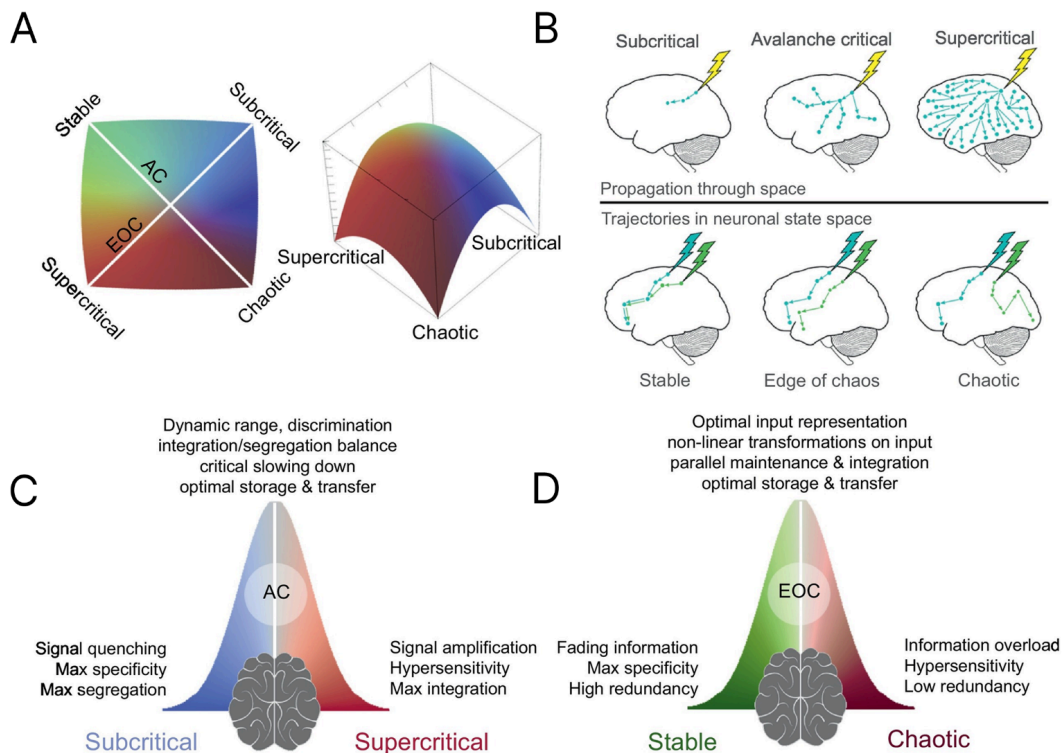 A
Stable
Subcritical
AC
EOC
Supercritical
Chaotic
Supercritical
Subcritical
Chaotic
B
Subcritical
Avalanche critical
Supercritical
Propagation through space
Trajectories in neuronal state space
Stable
Edge of chaos
Chaotic
C
Dynamic range, discrimination
integration/segregation balance
critical slowing down
optimal storage & transfer
AC
Signal quenching
Max specificity
Max segregation
Signal amplification
Hypersensitivity
Max integration
Subcritical
Supercritical
D
Optimal input representation
non-linear transformations on input
parallel maintenance & integration
optimal storage & transfer
EOC
Fading information
Max specificity
High redundancy
Information overload
Hypersensitivity
Low redundancy
Stable
Chaotic